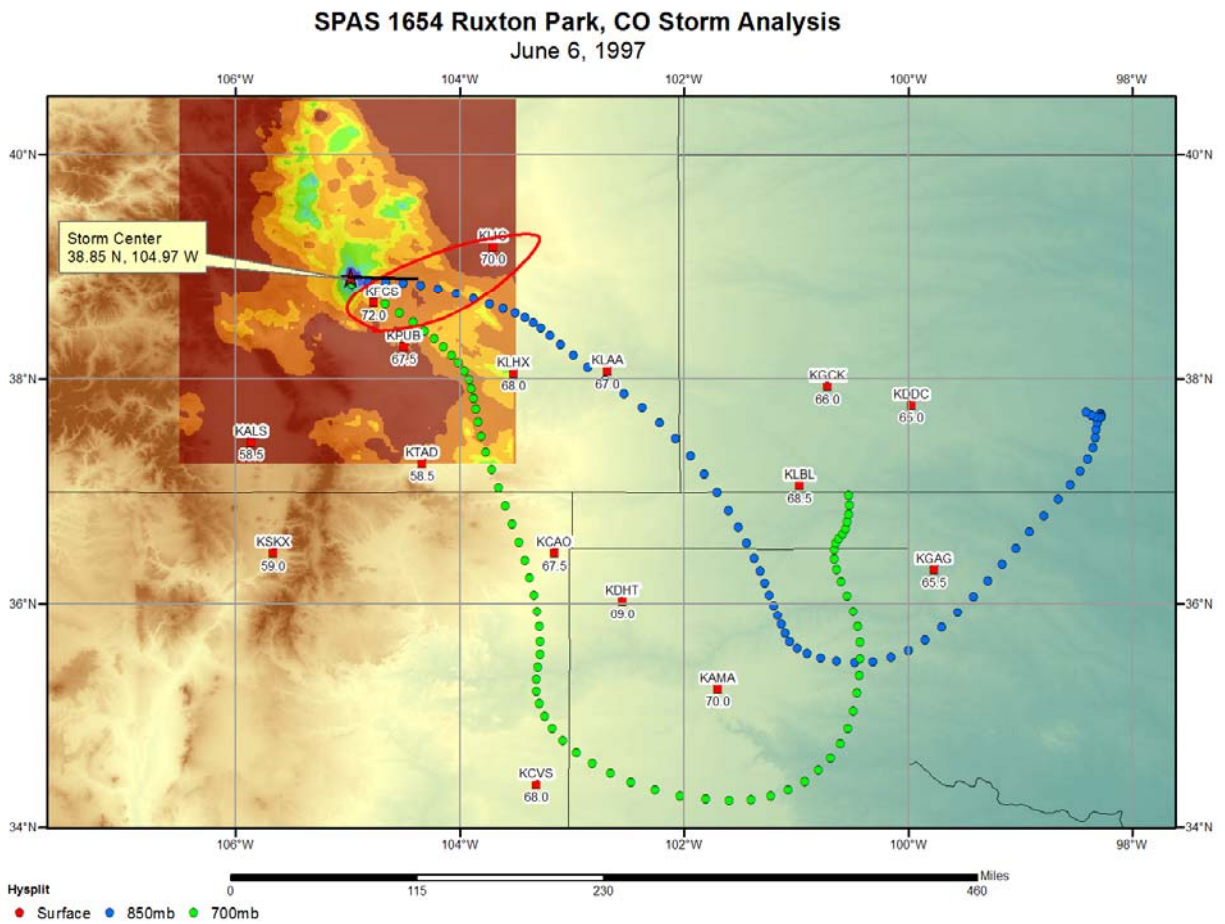 SPAS 1654 Ruxton Park, CO Storm Analysis
June 6, 1997
106°W 104°W 102°W 100°W 98°W
40°N 40°N
Storm Center
38.85 N, 104.97 W
70.0
KFCS
72.0
KPUB
67.5
KLHX
68.0
KLAA
67.0
38°N 38°N
KGCK
66.0
KDDC
65.0
KALS
58.5
KTAD
58.5
KLBL
68.5
KSKX
59.0
KCAO
67.5
KGAG
65.5
KDHT
69.0
36°N 36°N
KAMA
70.0
KCVS
68.0
34°N 34°N
106°W 104°W 102°W 100°W 98°W
Miles
0 115 230 460
Hysplit
Surface 850mb 700mb